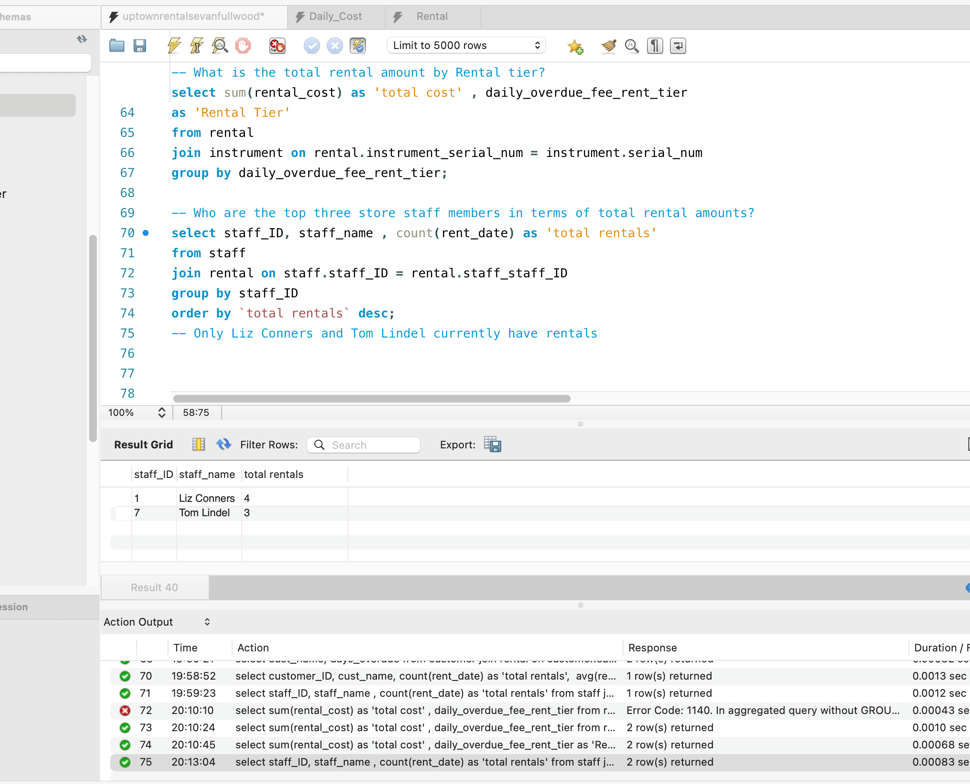 hemas
uptownrentalsevanfullwood*
Daily_Cost
Rental
Limit to 5000 rows
er
-- What is the total rental amount by Rental tier?
select sum(rental_cost) as 'total cost' , daily_overdue_fee_rent_tier
64 as 'Rental Tier'
65 from rental
66 join instrument on rental.instrument_serial_num = instrument.serial_num
67 group by daily_overdue_fee_rent_tier;
68
69 -- Who are the top three store staff members in terms of total rental amounts?
70 select staff_ID, staff_name , count(rent_date) as 'total rentals'
71 from staff
72 join rental on staff.staff_ID = rental.staff_staff_ID
73 group by staff_ID
74 order by `total rentals` desc;
75 -- Only Liz Conners and Tom Lindel currently have rentals
76
77
78
100% 58:75
Result Grid Filter Rows: Search Export:
staff_ID staff_name total rentals
1 Liz Conners 4
7 Tom Lindel 3
Result 40
ession
Action Output
Time Action Response Duration / F
70 19:58:52 select customer_ID, cust_name, count(rent_date) as 'total rentals', avg(re... 1 row(s) returned 0.0013 sec
71 19:59:23 select staff_ID, staff_name , count(rent_date) as 'total rentals' from staff j... 1 row(s) returned 0.0012 sec
72 20:10:10 select sum(rental_cost) as 'total cost' , daily_overdue_fee_rent_tier from r... Error Code: 1140. In aggregated query without GROU... 0.00043 se
73 20:10:24 select sum(rental_cost) as 'total cost' , daily_overdue_fee_rent_tier from r... 2 row(s) returned 0.0010 sec
74 20:10:45 select sum(rental_cost) as 'total cost' , daily_overdue_fee_rent_tier as 'Re... 2 row(s) returned 0.00068 se
75 20:13:04 select staff_ID, staff_name , count(rent_date) as 'total rentals' from staff j... 2 row(s) returned 0.00083 se